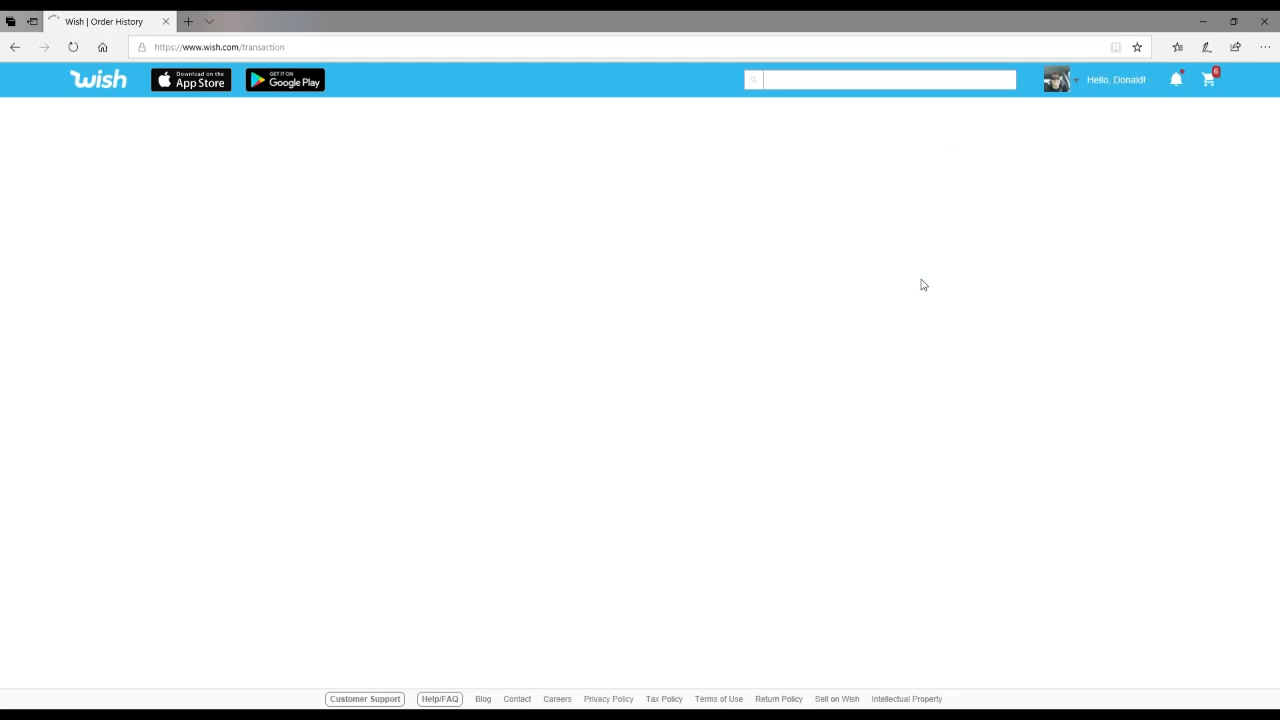 Wish | Order History
https://www.wish.com/transaction
wish
Download on the
App Store
GET IT ON
Google Play
Hello, Donald!
6
Customer Support Help/FAQ Blog Contact Careers Privacy Policy Tax Policy Terms of Use Return Policy Sell on Wish Intellectual Property